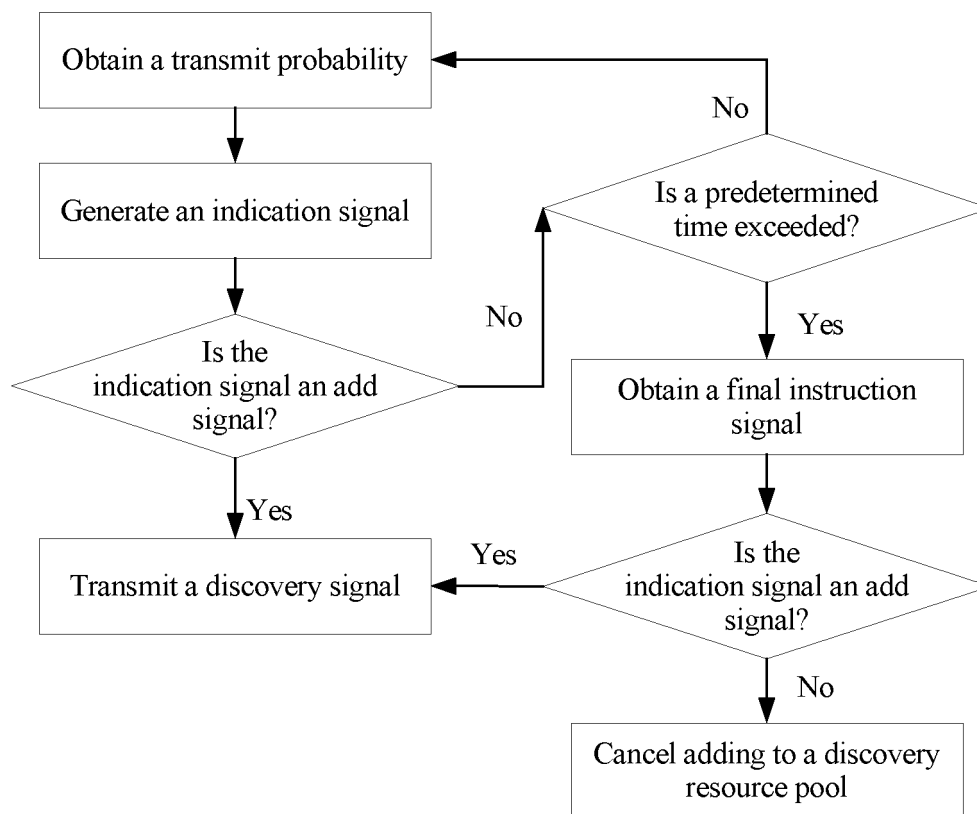 Obtain a transmit probability
Generate an indication signal
Is the
indication signal an add
signal?
Yes
No
Transmit a discovery signal
No
Is a predetermined
time exceeded?
Yes
Obtain a final instruction
signal
Is the
indication signal an add
signal?
Yes
No
Cancel adding to a discovery
resource pool